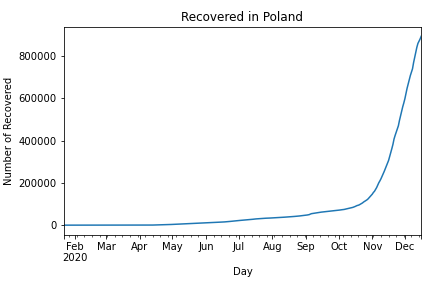 Recovered in Poland
Number of Recovered
800000
600000
400000
200000
0
Feb Mar Apr May Jun Jul Aug Sep Oct Nov Dec
2020
Day